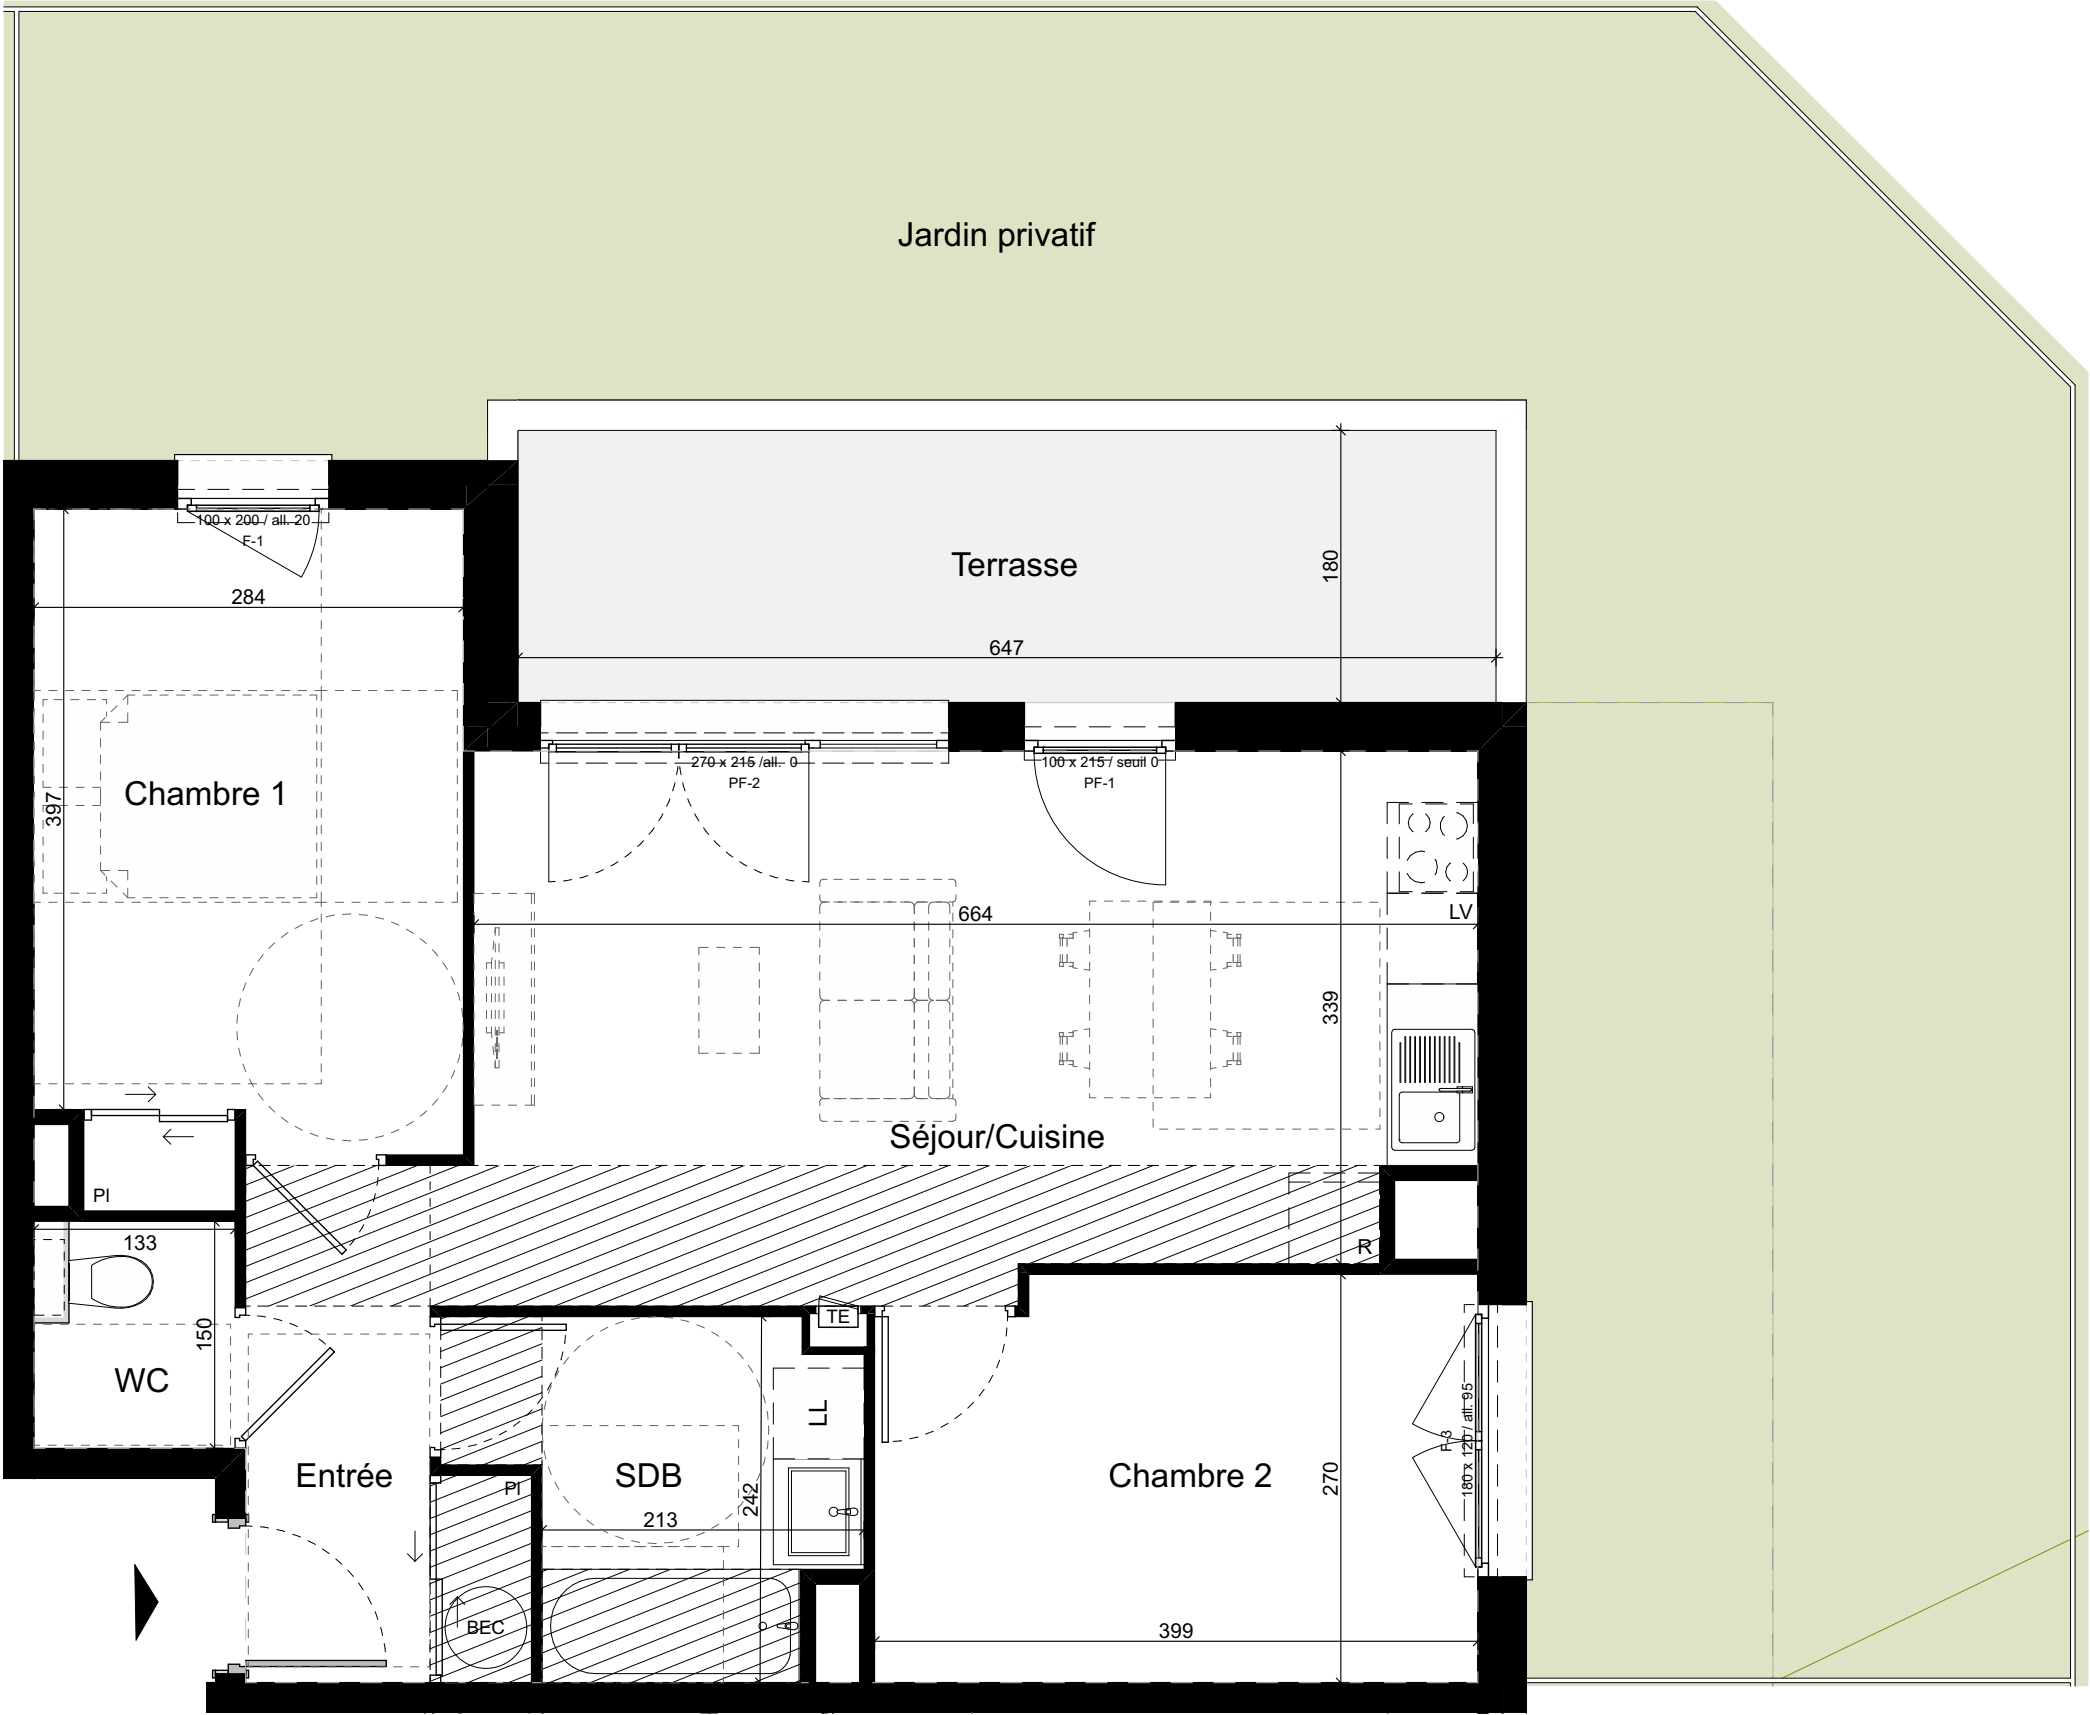 Jardin privatif
Terrasse
180
647
100 x 200 / all. 20
F-1
284
Chambre 1
397
270 x 215 /all. 0
PF-2
100 x 215 / seuil 0
PF-1
LV
664
339
Séjour/Cuisine
Pl
R
133
150
WC
TE
LL
Entrée
Pl
SDB
242
213
BEC
Chambre 2
270
399
F-3
180 x 120 / all. 95